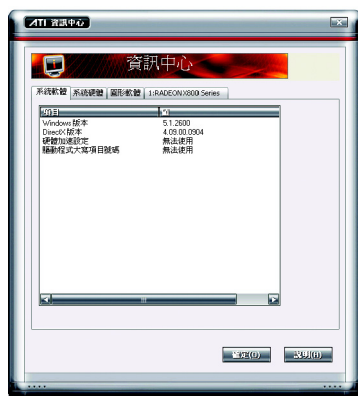 ATI 資訊中心
資訊中心
系統軟體 系統硬體 圖形軟體 1:RADEON X800 Series
項目 值
Windows 版本 5.1.2600
DirectX 版本 4.09.00.0904
硬體加速設定 無法使用
驅動程式大寫項目號碼 無法使用
確定(O) 說明(H)